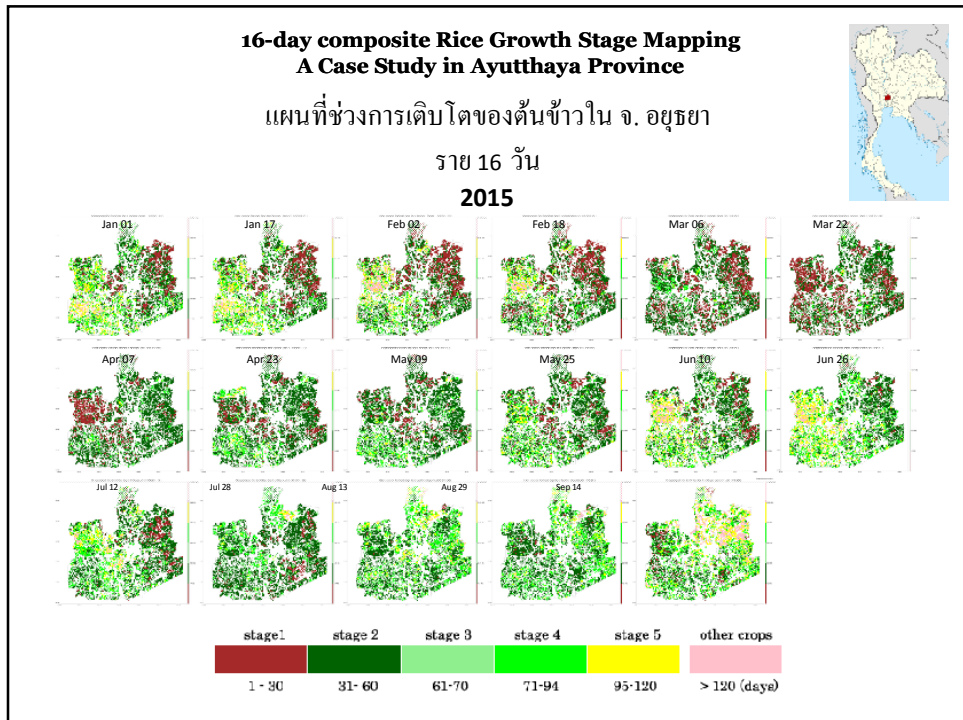 16-day composite Rice Growth Stage Mapping
A Case Study in Ayutthaya Province
แผนที่ช่วงการเติบโตของต้นข้าวใน จ. อยุธยา
ราย 16 วัน
2015
Jan 01 Jan 17 Feb 02 Feb 18 Mar 06 Mar 22
Apr 07 Apr 23 May 09 May 25 Jun 10 Jun 26
Jul 12 Jul 28 Aug 13 Aug 29 Sep 14
stage1 stage 2 stage 3 stage 4 stage 5 other crops
1 - 30 31- 60 61-70 71-94 95-120 > 120 (days)